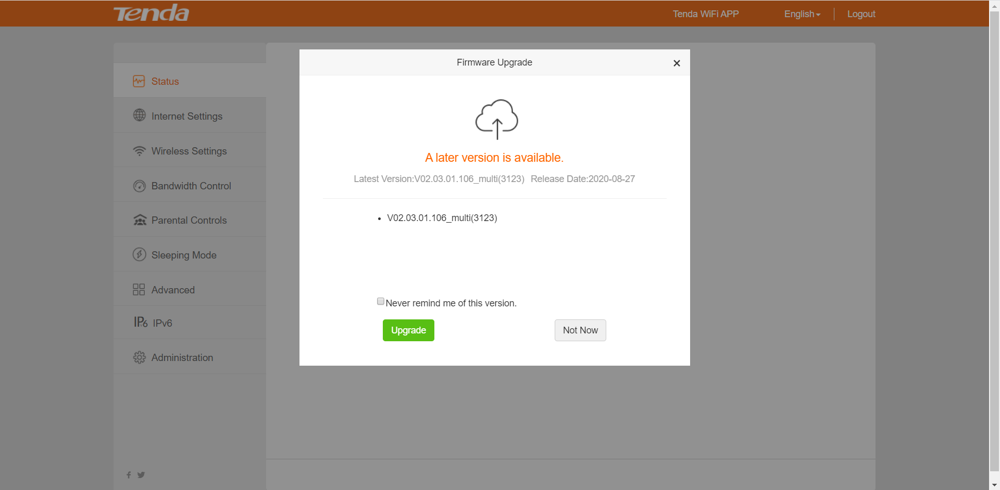 Tenda
Tenda WiFi APP English Logout
Status
Internet Settings
Wireless Settings
Bandwidth Control
Parental Controls
Sleeping Mode
Advanced
IPv6 IPv6
Administration
Firmware Upgrade ×
A later version is available.
Latest Version:V02.03.01.106_multi(3123) Release Date:2020-08-27
• V02.03.01.106_multi(3123)
Never remind me of this version.
Upgrade Not Now